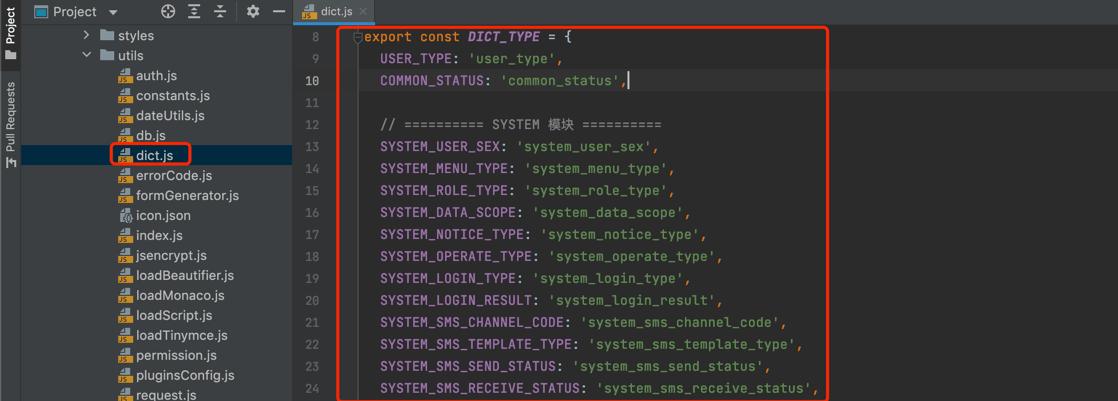 Project
Pull Requests
Project
styles
utils
auth.js
constants.js
dateUtils.js
db.js
dict.js
errorCode.js
formGenerator.js
icon.json
index.js
jsencrypt.js
loadBeautifier.js
loadMonaco.js
loadScript.js
loadTinymce.js
permission.js
pluginsConfig.js
request.js
dict.js
8 export const DICT_TYPE = {
9 USER_TYPE: 'user_type',
10 COMMON_STATUS: 'common_status',
11
12 // ========== SYSTEM 模块 ==========
13 SYSTEM_USER_SEX: 'system_user_sex',
14 SYSTEM_MENU_TYPE: 'system_menu_type',
15 SYSTEM_ROLE_TYPE: 'system_role_type',
16 SYSTEM_DATA_SCOPE: 'system_data_scope',
17 SYSTEM_NOTICE_TYPE: 'system_notice_type',
18 SYSTEM_OPERATE_TYPE: 'system_operate_type',
19 SYSTEM_LOGIN_TYPE: 'system_login_type',
20 SYSTEM_LOGIN_RESULT: 'system_login_result',
21 SYSTEM_SMS_CHANNEL_CODE: 'system_sms_channel_code',
22 SYSTEM_SMS_TEMPLATE_TYPE: 'system_sms_template_type',
23 SYSTEM_SMS_SEND_STATUS: 'system_sms_send_status',
24 SYSTEM_SMS_RECEIVE_STATUS: 'system_sms_receive_status',